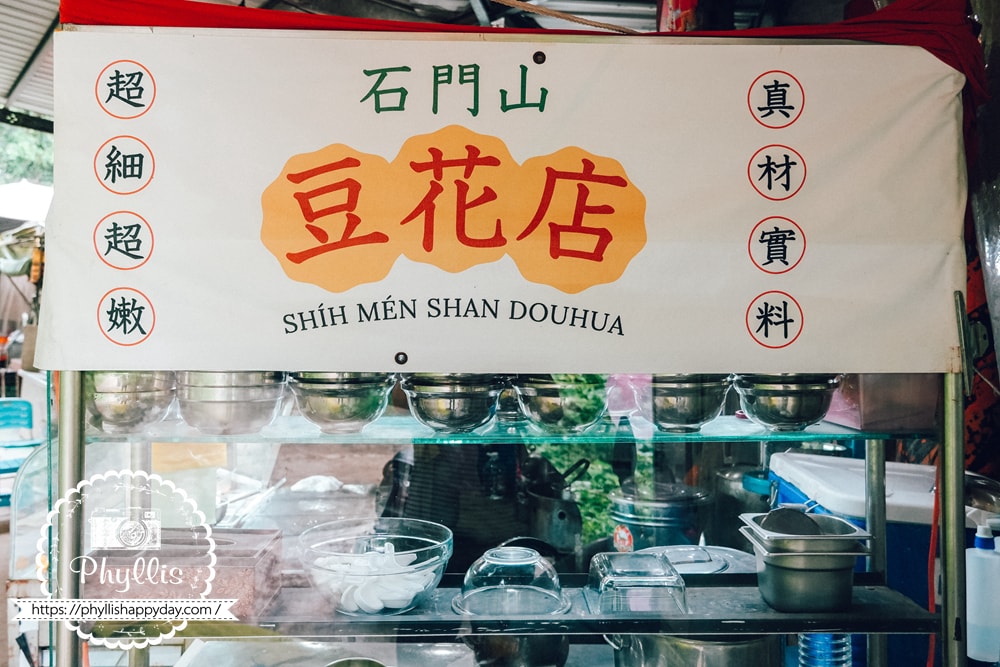 石門山
豆花店
SHÍH MÉN SHAN DOUHUA
超細超嫩
真材實料
Phyllis
https://phyllishappyday.com/